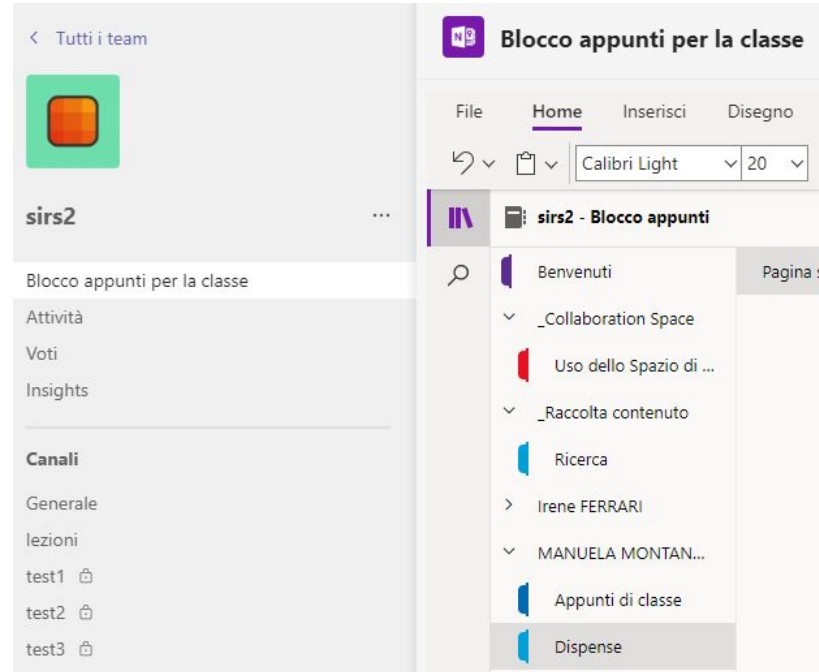 Tutti i team
sirs2
...
Blocco appunti per la classe
Attività
Voti
Insights
Canali
Generale
lezioni
test1
test2
test3
Blocco appunti per la classe
File Home Inserisci Disegno
Calibri Light 20
sirs2 - Blocco appunti
Benvenuti
_Collaboration Space
Uso dello Spazio di ...
_Raccolta contenuto
Ricerca
Irene FERRARI
MANUELA MONTAN...
Appunti di classe
Dispense
Pagina